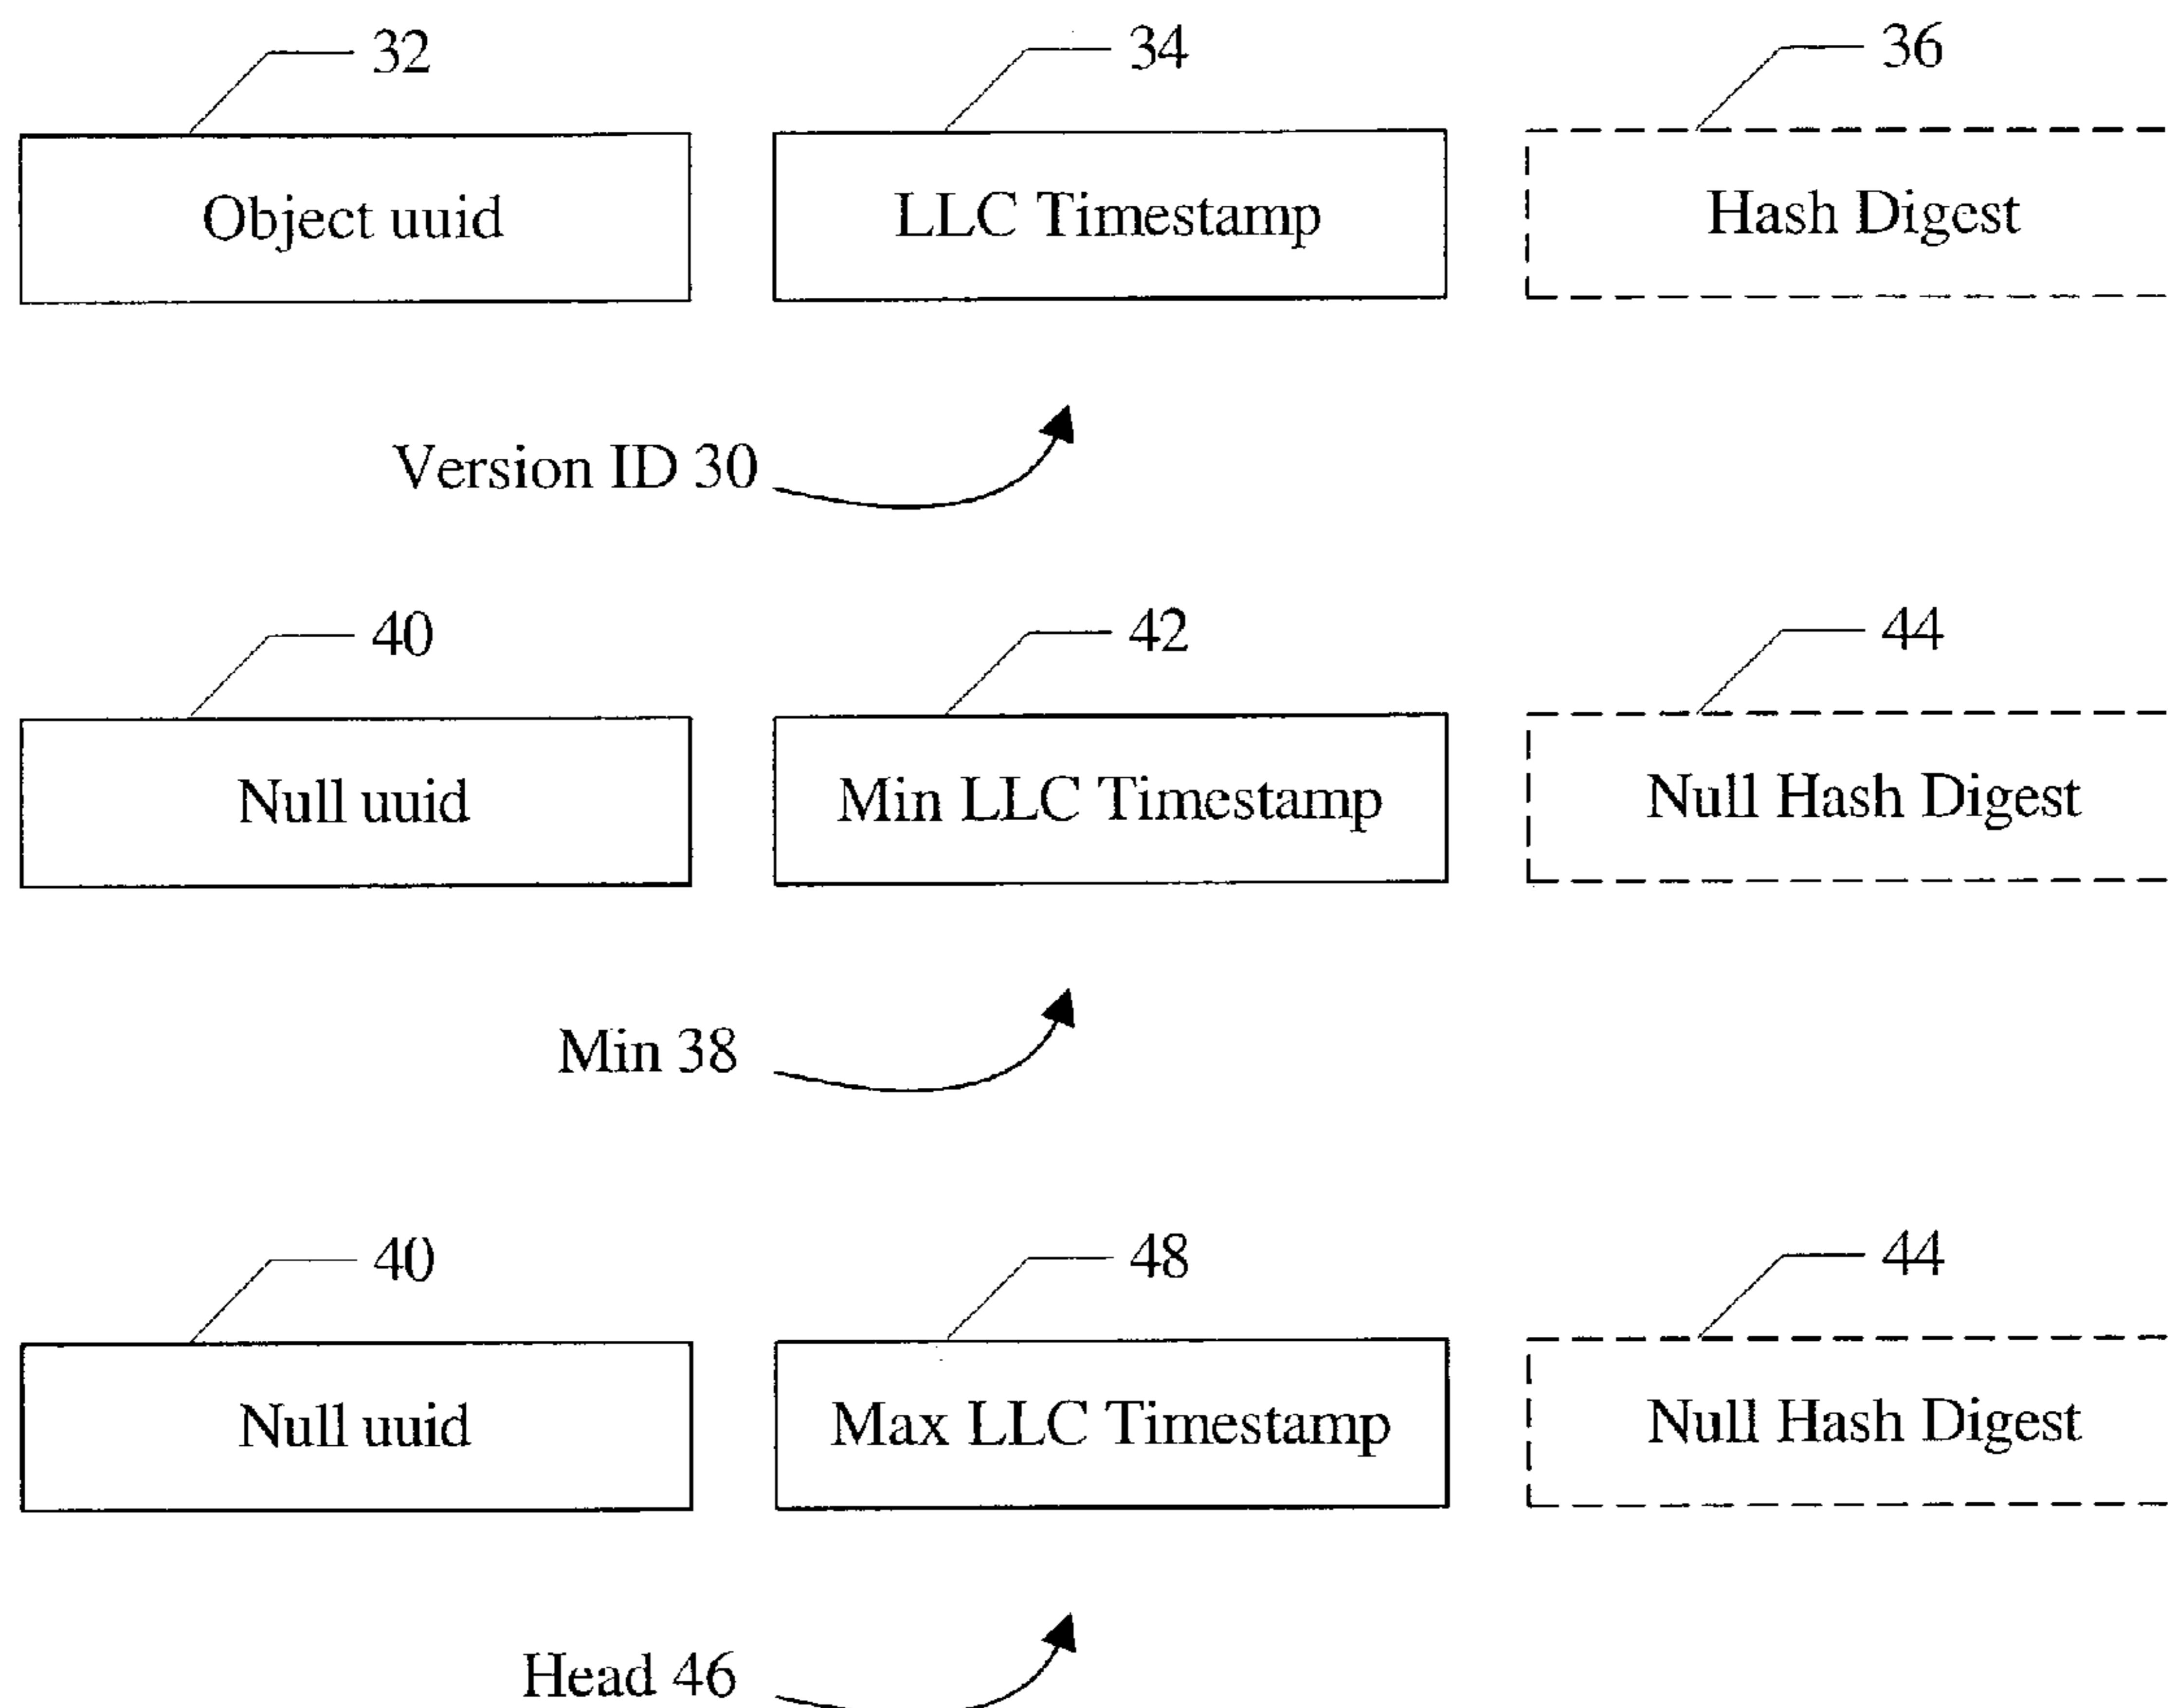 32 34 36
Object uuid LLC Timestamp Hash Digest
Version ID 30
40 42 44
Null uuid Min LLC Timestamp Null Hash Digest
Min 38
40 48 44
Null uuid Max LLC Timestamp Null Hash Digest
Head 46